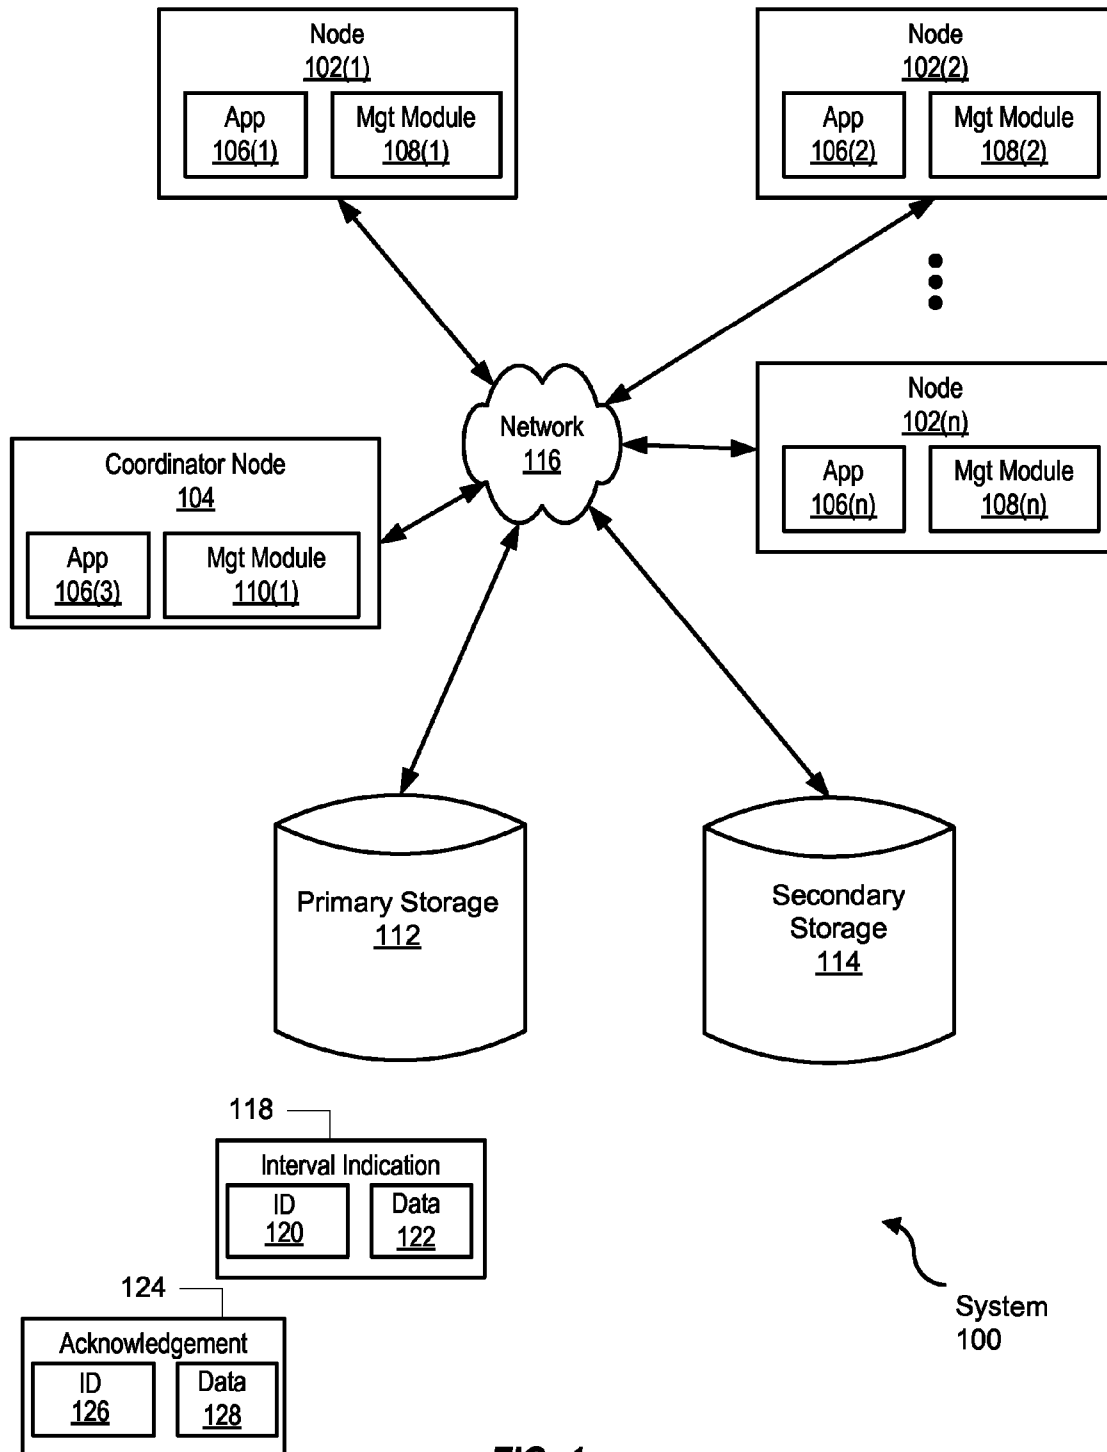 Node
102(1)
App
106(1)
Mgt Module
108(1)
Node
102(2)
App
106(2)
Mgt Module
108(2)
Network
116
Node
102(n)
App
106(n)
Mgt Module
108(n)
Coordinator Node
104
App
106(3)
Mgt Module
110(1)
Primary Storage
112
Secondary
Storage
114
118
Interval Indication
ID
120
Data
122
124
Acknowledgement
ID
126
Data
128
System
100
FIG. 1